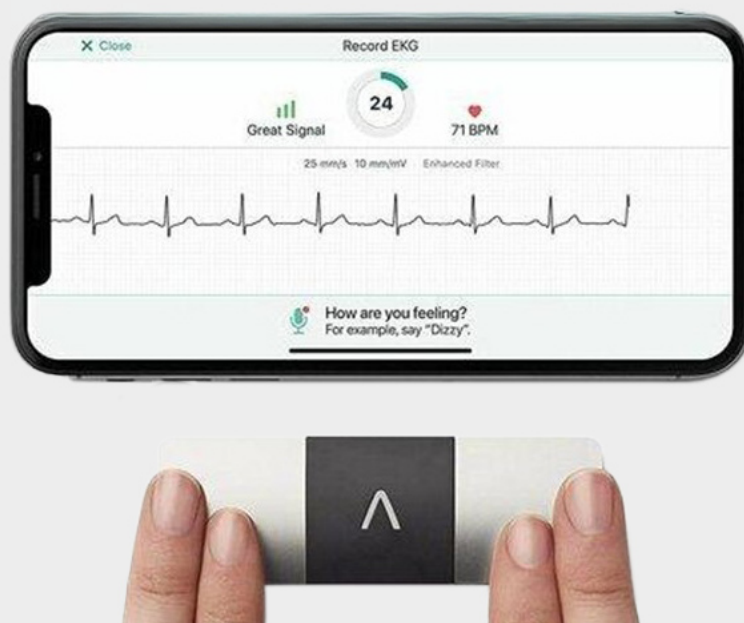 X Close
Record EKG
24
Great Signal
71 BPM
25 mm/s 10 mm/mV Enhanced Filter
How are you feeling?
For example, say “Dizzy”.